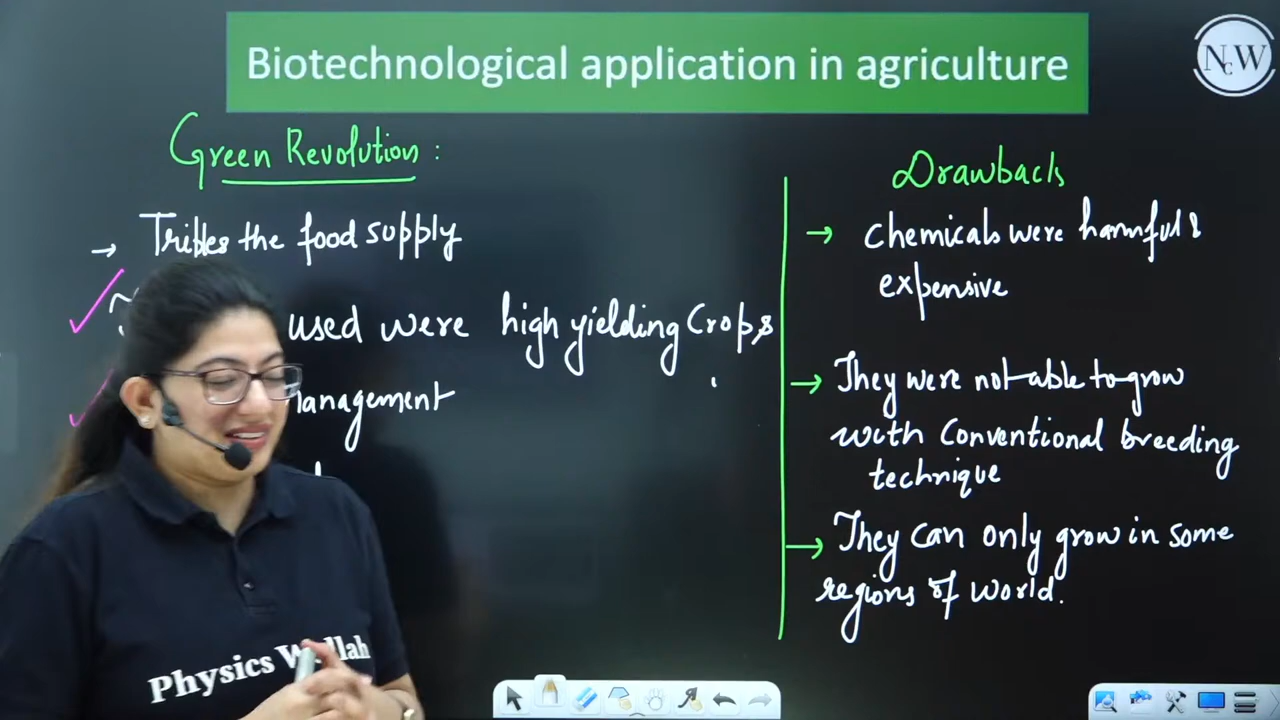 Biotechnological application in agriculture
NCW
Green Revolution :
→ Tribles the food supply
used were high yielding Crops
management
Drawback
→ Chemicals were harmful &
expensive
→ They were not able to grow
with Conventional breeding
technique
→ They can only grow in some
regions of world.
Physics Wallah